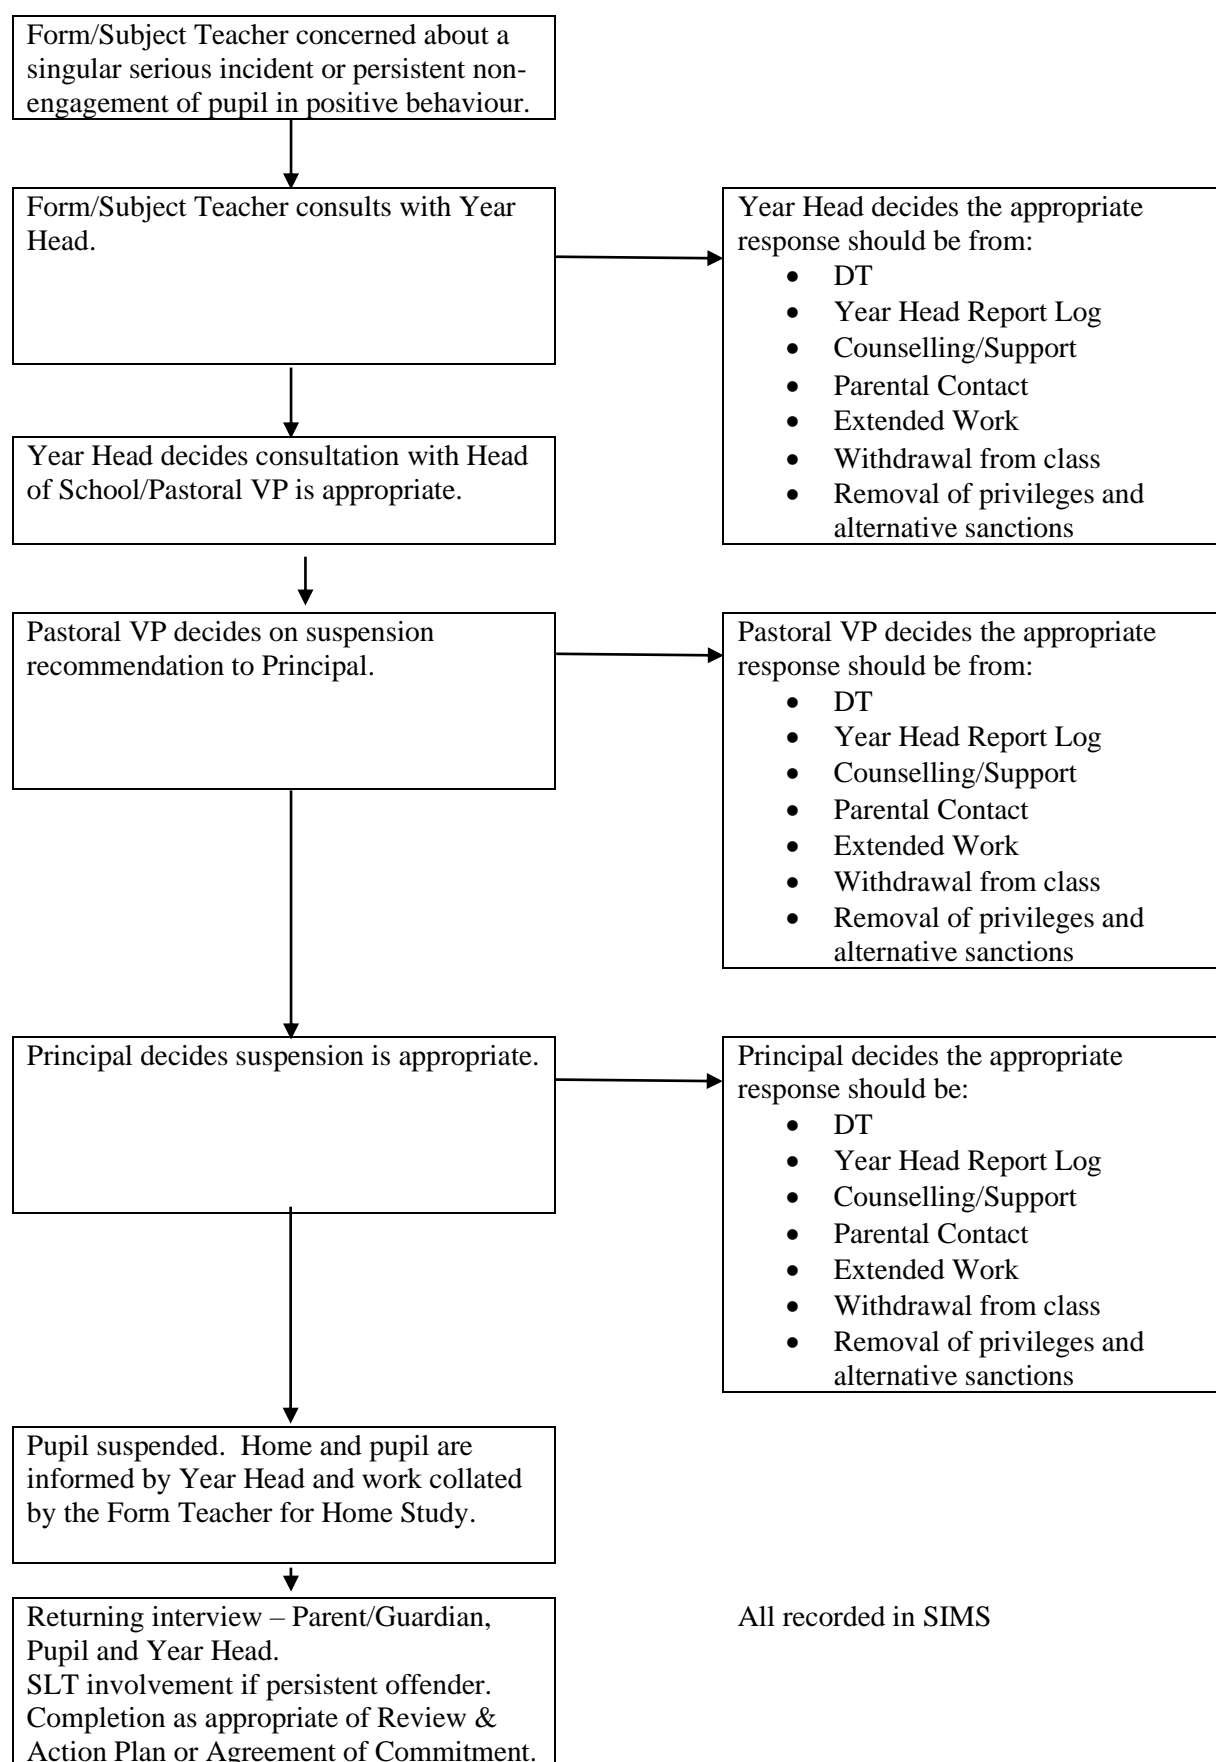 Form/Subject Teacher concerned about a
singular serious incident or persistent non-
engagement of pupil in positive behaviour.
Form/Subject Teacher consults with Year
Head.
Year Head decides the appropriate
response should be from:
• DT
• Year Head Report Log
• Counselling/Support
• Parental Contact
• Extended Work
• Withdrawal from class
• Removal of privileges and
alternative sanctions
Year Head decides consultation with Head
of School/Pastoral VP is appropriate.
Pastoral VP decides on suspension
recommendation to Principal.
Pastoral VP decides the appropriate
response should be from:
• DT
• Year Head Report Log
• Counselling/Support
• Parental Contact
• Extended Work
• Withdrawal from class
• Removal of privileges and
alternative sanctions
Principal decides suspension is appropriate.
Principal decides the appropriate
response should be:
• DT
• Year Head Report Log
• Counselling/Support
• Parental Contact
• Extended Work
• Withdrawal from class
• Removal of privileges and
alternative sanctions
Pupil suspended.  Home and pupil are
informed by Year Head and work collated
by the Form Teacher for Home Study.
Returning interview – Parent/Guardian,
Pupil and Year Head.
SLT involvement if persistent offender.
Completion as appropriate of Review &
Action Plan or Agreement of Commitment.
All recorded in SIMS